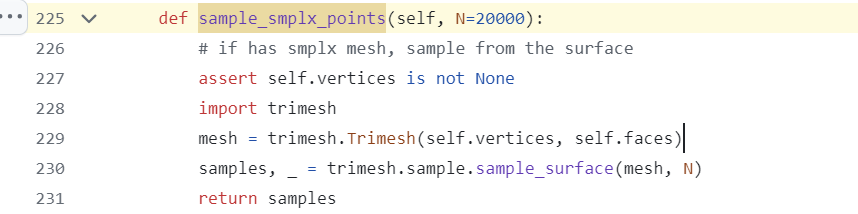 225 def sample_smplx_points(self, N=20000):
226 # if has smplx mesh, sample from the surface
227 assert self.vertices is not None
228 import trimesh
229 mesh = trimesh.Trimesh(self.vertices, self.faces)
230 samples, _ = trimesh.sample.sample_surface(mesh, N)
231 return samples